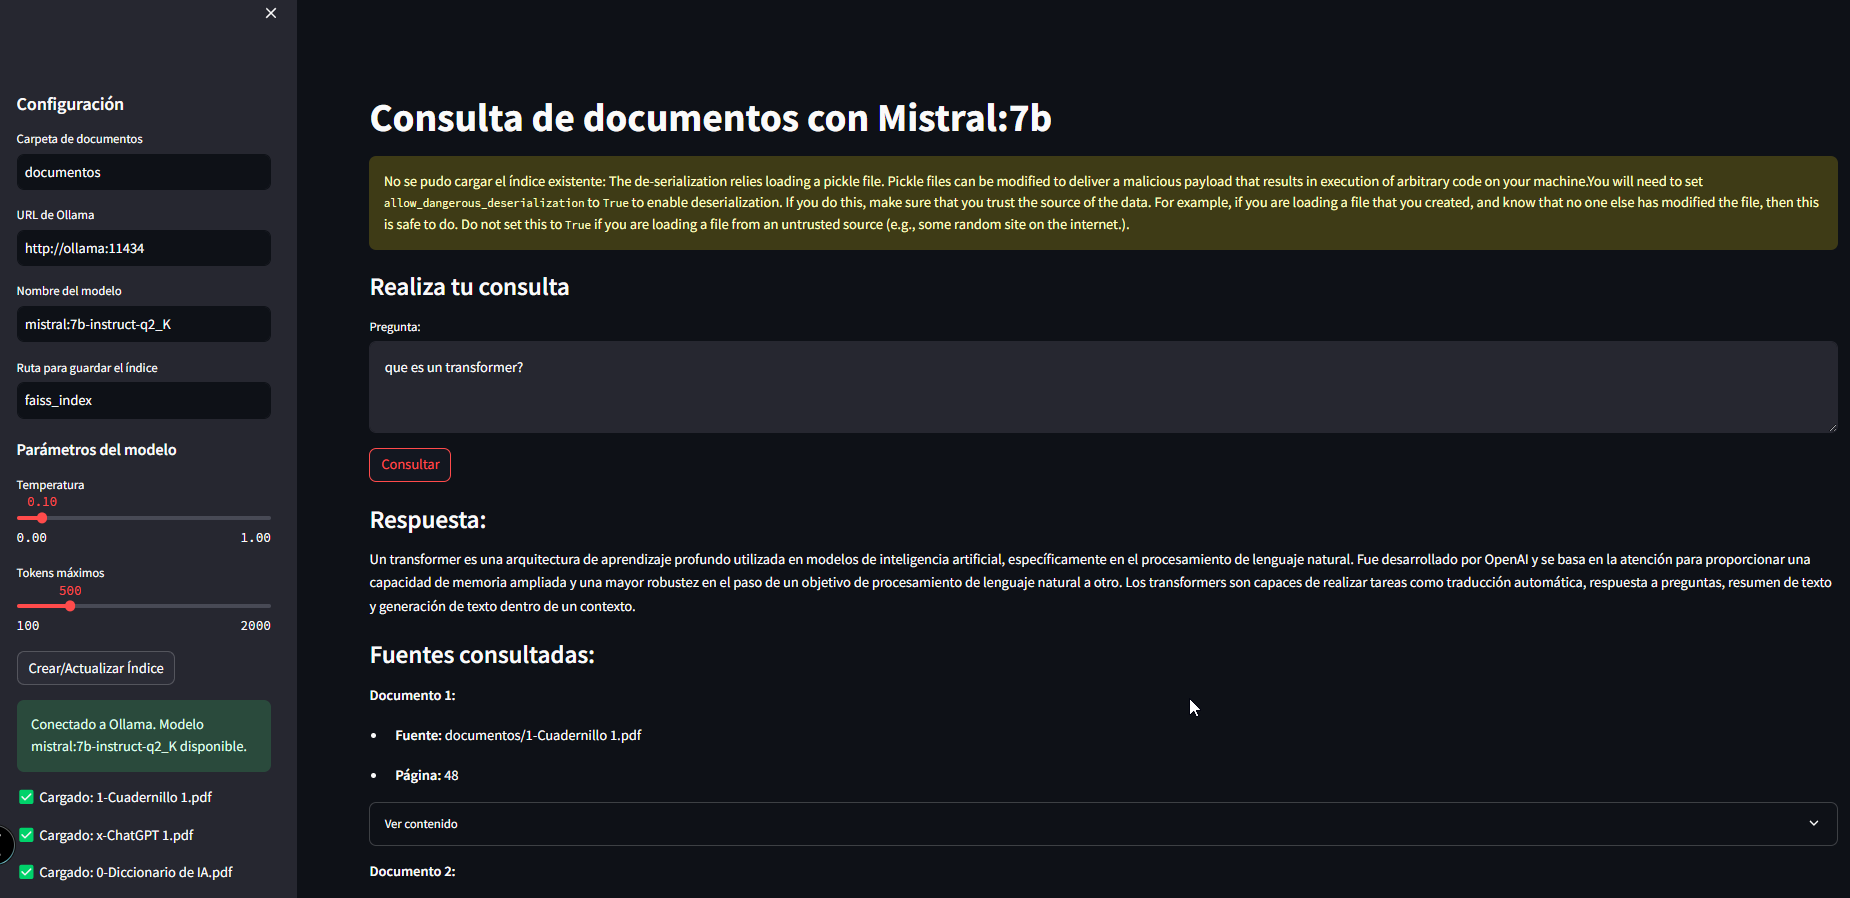 Configuración
Carpeta de documentos
documentos
URL de Ollama
http://ollama:11434
Nombre del modelo
mistral:7b-instruct-q2_K
Ruta para guardar el índice
faiss_index
Parámetros del modelo
Temperatura
0.10
0.00 1.00
Tokens máximos
500
100 2000
Crear/Actualizar Índice
Conectado a Ollama. Modelo
mistral:7b-instruct-q2_K disponible.
Cargado: 1-Cuadernillo 1.pdf
Cargado: x-ChatGPT 1.pdf
Cargado: 0-Diccionario de IA.pdf
Consulta de documentos con Mistral:7b
No se pudo cargar el índice existente: The de-serialization relies loading a pickle file. Pickle files can be modified to deliver a malicious payload that results in execution of arbitrary code on your machine.You will need to set
allow_dangerous_deserialization to True to enable deserialization. If you do this, make sure that you trust the source of the data. For example, if you are loading a file that you created, and know that no one else has modified the file, then this
is safe to do. Do not set this to True if you are loading a file from an untrusted source (e.g., some random site on the internet.).
Realiza tu consulta
Pregunta:
que es un transformer?
Consultar
Respuesta:
Un transformer es una arquitectura de aprendizaje profundo utilizada en modelos de inteligencia artificial, específicamente en el procesamiento de lenguaje natural. Fue desarrollado por OpenAI y se basa en la atención para proporcionar una
capacidad de memoria ampliada y una mayor robustez en el paso de un objetivo de procesamiento de lenguaje natural a otro. Los transformers son capaces de realizar tareas como traducción automática, respuesta a preguntas, resumen de texto
y generación de texto dentro de un contexto.
Fuentes consultadas:
Documento 1:
Fuente: documentos/1-Cuadernillo 1.pdf
Página: 48
Ver contenido
Documento 2: